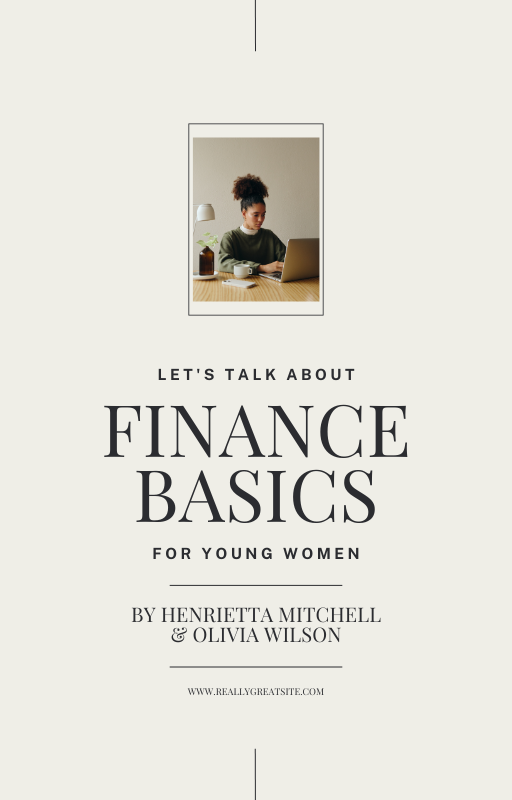 LET'S TALK ABOUT
FINANCE
BASICS
FOR YOUNG WOMEN
BY HENRIETTA MITCHELL
& OLIVIA WILSON
WWW.REALLYGREATSITE.COM